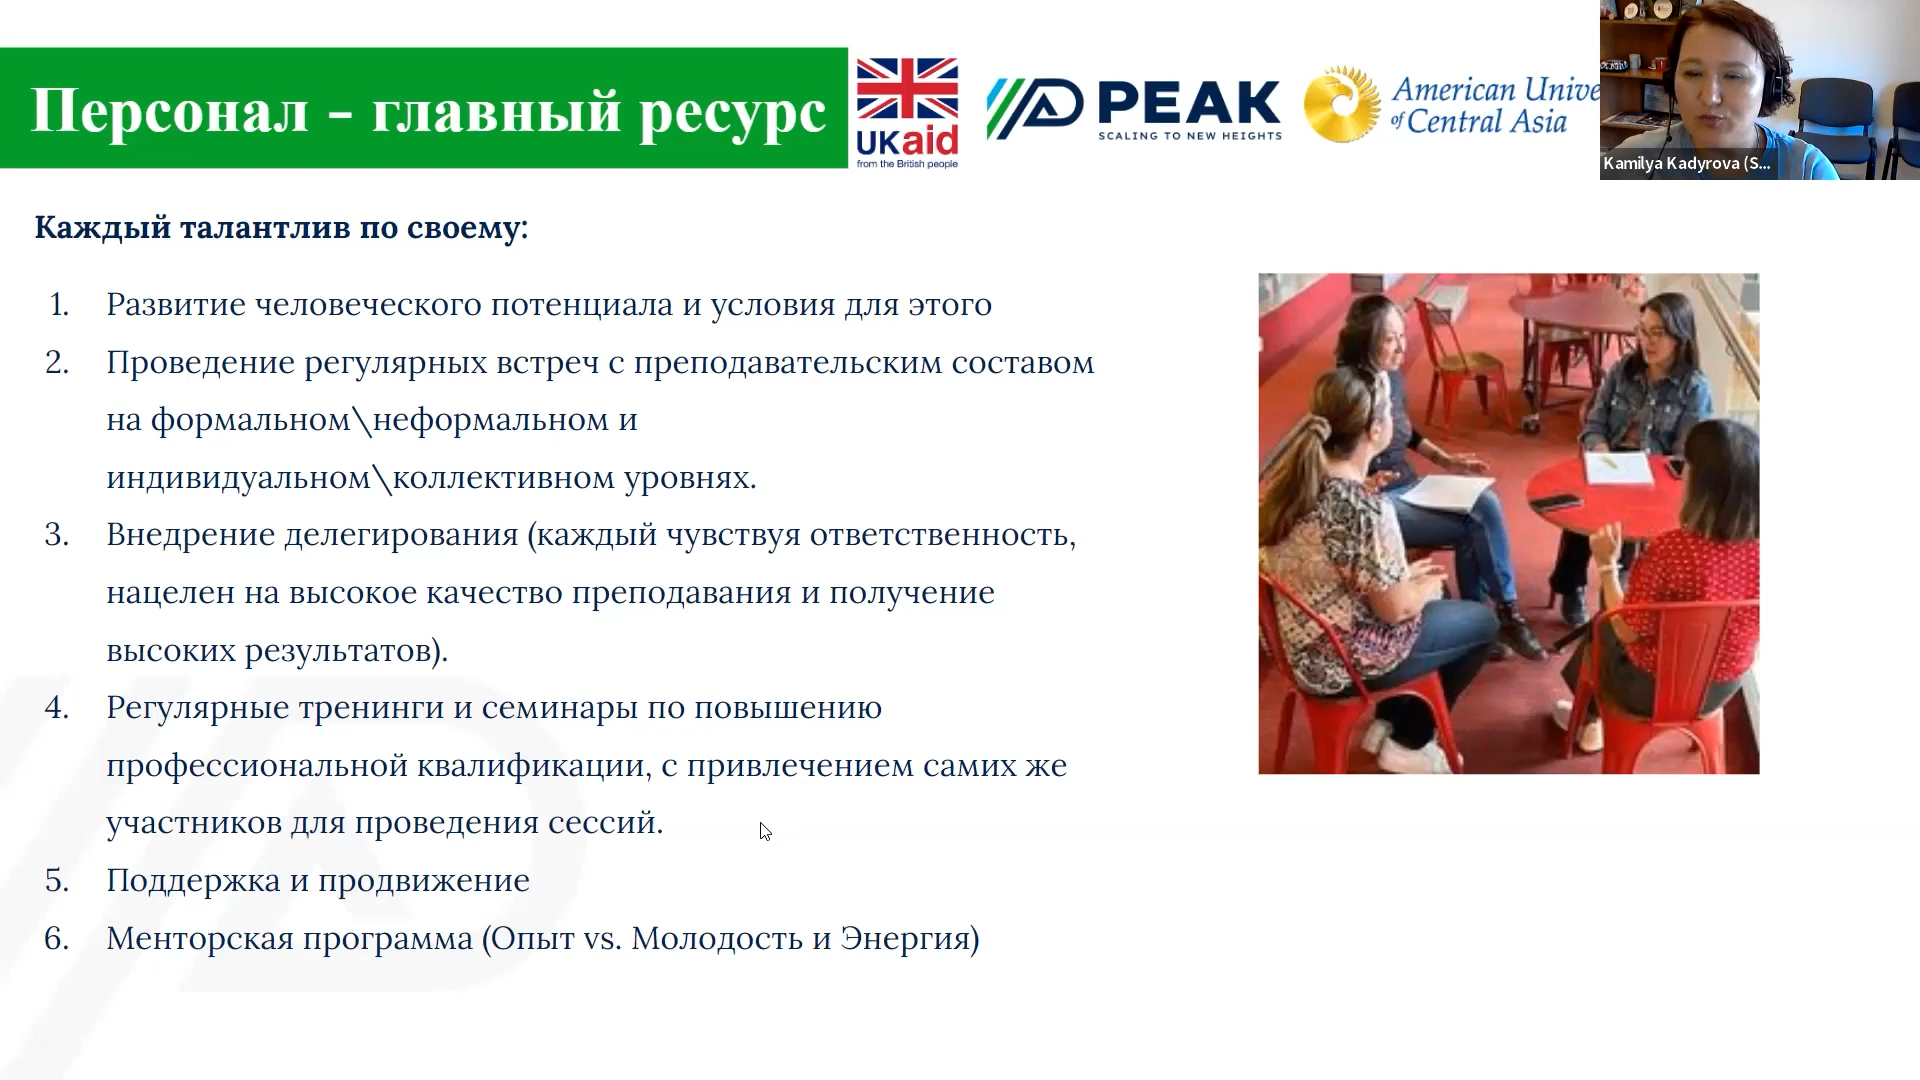 Персонал – главный ресурс
UKaid
from the British people
PEAK
SCALING TO NEW HEIGHTS
American Unive
of Central Asia
Kamilya Kadyrova (S...
Каждый талантлив по своему:
1. Развитие человеческого потенциала и условия для этого
2. Проведение регулярных встреч с преподавательским составом
на формальном\неформальном и
индивидуальном\коллективном уровнях.
3. Внедрение делегирования (каждый чувствуя ответственность,
нацелен на высокое качество преподавания и получение
высоких результатов).
4. Регулярные тренинги и семинары по повышению
профессиональной квалификации, с привлечением самих же
участников для проведения сессий.
5. Поддержка и продвижение
6. Менторская программа (Опыт vs. Молодость и Энергия)